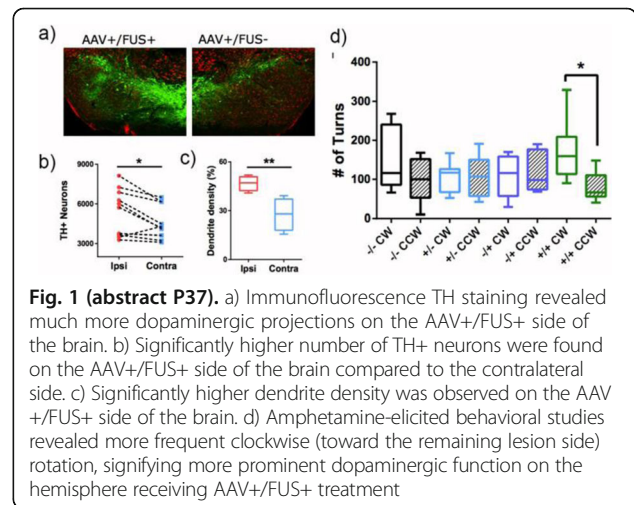 a) AAV+/FUS+ AAV+/FUS- d)
400
300
200
100
0
# of Turns
*
-/- CW
-/- CCW
+/- CW
+/- CCW
-/+ CW
-/+ CCW
+/+ CW
+/+ CCW
b) c)
9000
6000
3000
TH+ Neurons
*
Ipsi Contra
60
30
0
Dendrite density (%)
**
Ipsi Contra
Fig. 1 (abstract P37). a) Immunofluorescence TH staining revealed
much more dopaminergic projections on the AAV+/FUS+ side of
the brain. b) Significantly higher number of TH+ neurons were found
on the AAV+/FUS+ side of the brain compared to the contralateral
side. c) Significantly higher dendrite density was observed on the AAV
+/FUS+ side of the brain. d) Amphetamine-elicited behavioral studies
revealed more frequent clockwise (toward the remaining lesion side)
rotation, signifying more prominent dopaminergic function on the
hemisphere receiving AAV+/FUS+ treatment